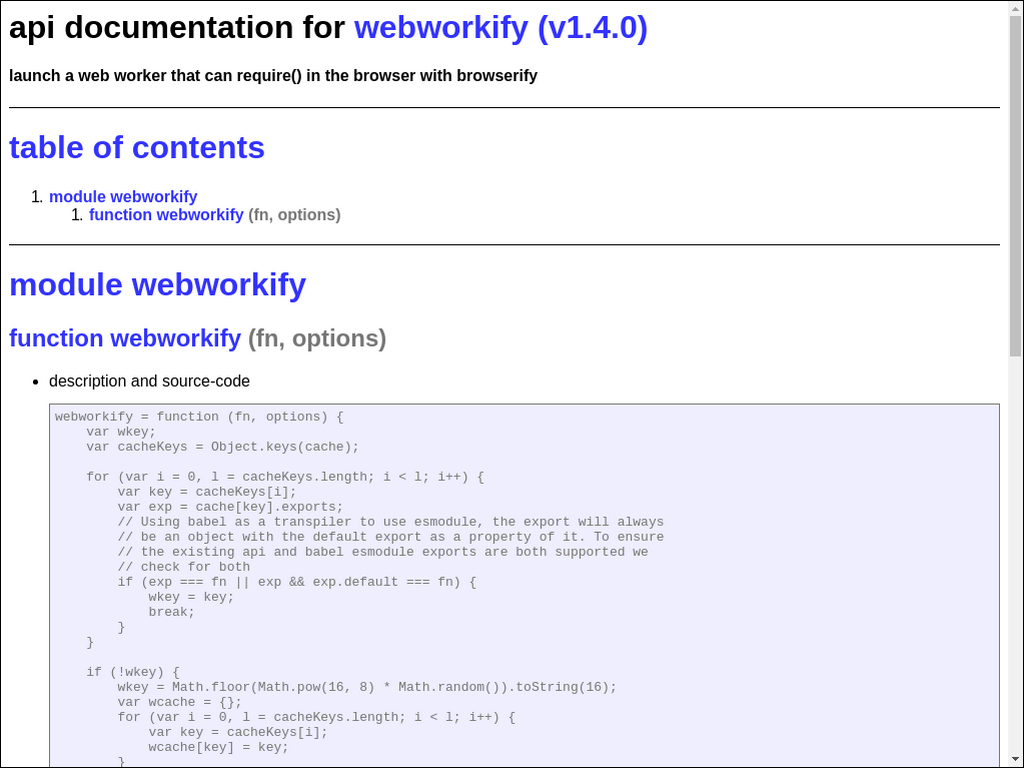 api documentation for webworkify (v1.4.0)
launch a web worker that can require() in the browser with browserify
table of contents
1. module webworkify
1. function webworkify (fn, options)
module webworkify
function webworkify (fn, options)
• description and source-code
webworkify = function (fn, options) {
    var wkey;
    var cacheKeys = Object.keys(cache);

    for (var i = 0, l = cacheKeys.length; i < l; i++) {
        var key = cacheKeys[i];
        var exp = cache[key].exports;
        // Using babel as a transpiler to use esmodule, the export will always
        // be an object with the default export as a property of it. To ensure
        // the existing api and babel esmodule exports are both supported we
        // check for both
        if (exp === fn || exp && exp.default === fn) {
            wkey = key;
            break;
        }
    }

    if (!wkey) {
        wkey = Math.floor(Math.pow(16, 8) * Math.random()).toString(16);
        var wcache = {};
        for (var i = 0, l = cacheKeys.length; i < l; i++) {
            var key = cacheKeys[i];
            wcache[key] = key;
        }